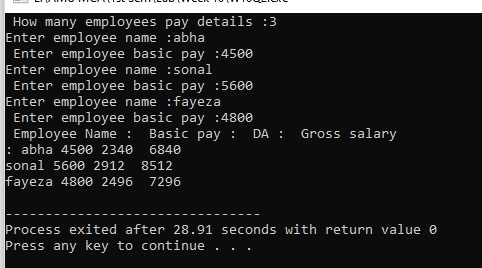 How many employees pay details :3
Enter employee name :abha
Enter employee basic pay :4500
Enter employee name :sonal
Enter employee basic pay :5600
Enter employee name :fayeza
Enter employee basic pay :4800
Employee Name :  Basic pay :  DA :  Gross salary
: abha 4500 2340  6840
sonal 5600 2912  8512
fayeza 4800 2496  7296
--------------------------------
Process exited after 28.91 seconds with return value 0
Press any key to continue . . .